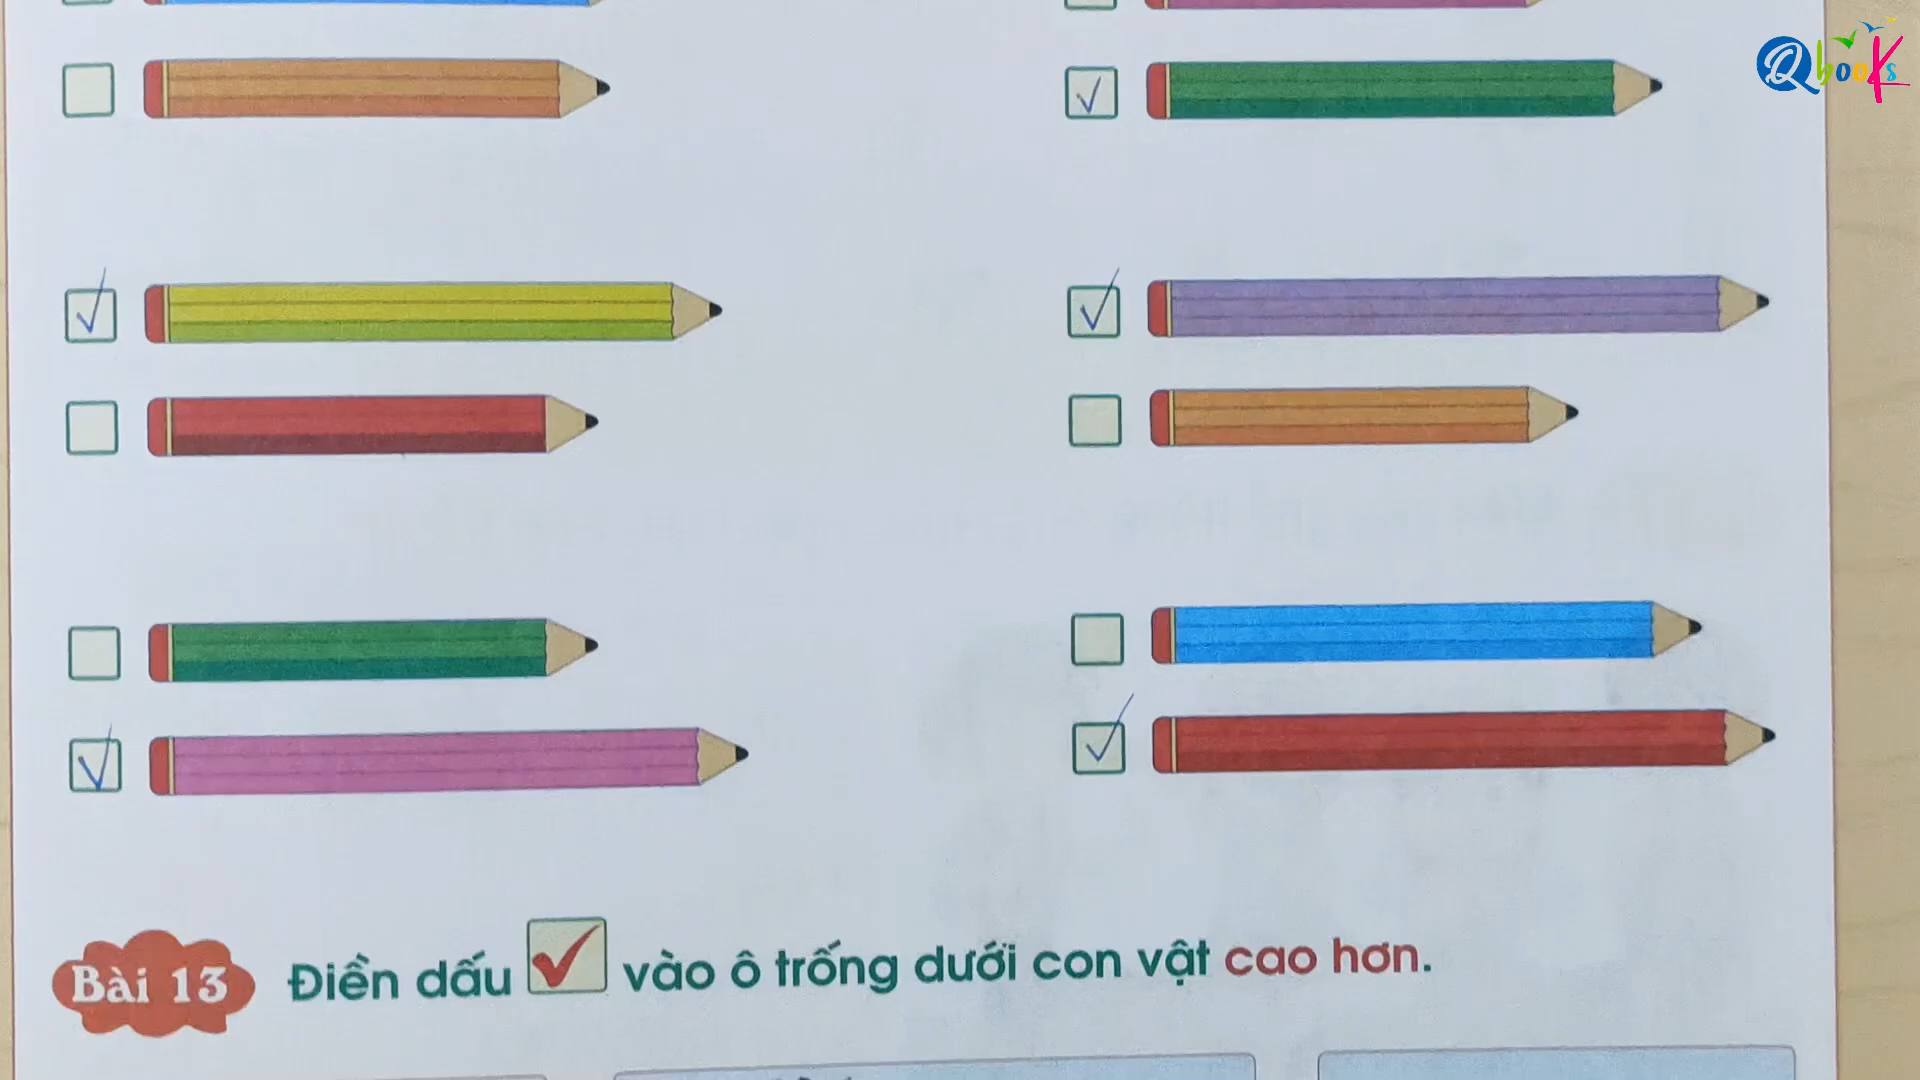 Qbooks
Bài 13 Điền dấu vào ô trống dưới con vật cao hơn.